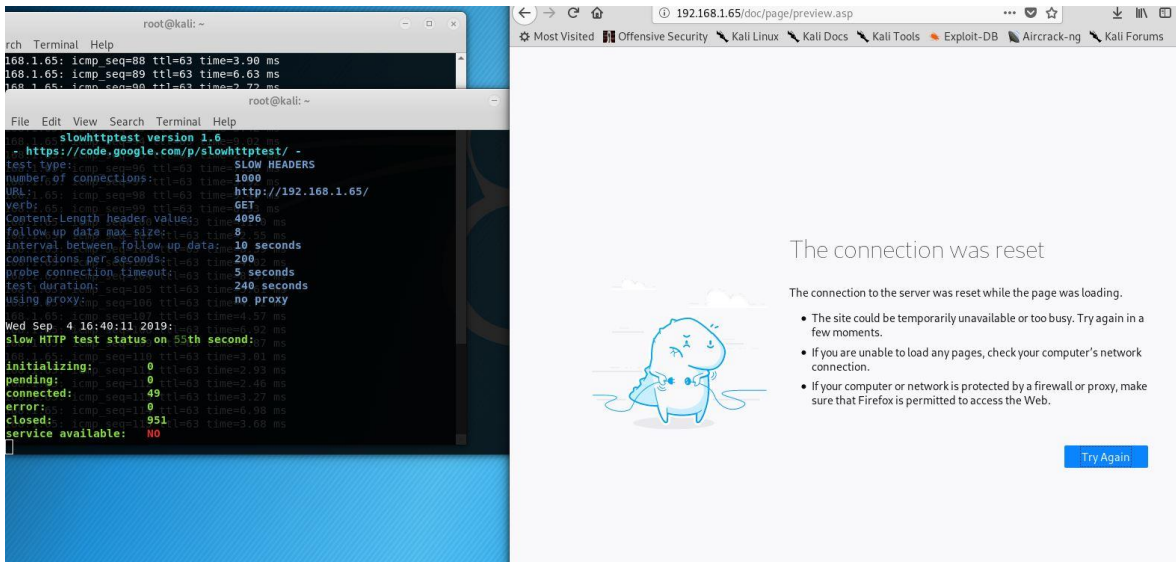 root@kali: ~
rch Terminal Help
168.1.65: icmp_seq=88 ttl=63 time=3.90 ms
168.1.65: icmp_seq=89 ttl=63 time=6.63 ms
168.1.65: icmp_seq=90 ttl=63 time=2.72 ms
root@kali: ~
File Edit View Search Terminal Help
slowhttptest version 1.6
- https://code.google.com/p/slowhttptest/ -
test type: SLOW HEADERS
number of connections: 1000
URL: http://192.168.1.65/
verb: GET
Content-Length header value: 4096
follow up data max size: 8
interval between follow up data: 10 seconds
connections per seconds: 200
probe connection timeout: 5 seconds
test duration: 240 seconds
using proxy: no proxy
Wed Sep 4 16:40:11 2019:
slow HTTP test status on 55th second:
initializing: 0
pending: 0
connected: 49
error: 0
closed: 951
service available: NO
192.168.1.65/doc/page/preview.asp
Most Visited Offensive Security Kali Linux Kali Docs Kali Tools Exploit-DB Aircrack-ng Kali Forums
The connection was reset
The connection to the server was reset while the page was loading.
• The site could be temporarily unavailable or too busy. Try again in a
few moments.
• If you are unable to load any pages, check your computer's network
connection.
• If your computer or network is protected by a firewall or proxy, make
sure that Firefox is permitted to access the Web.
Try Again